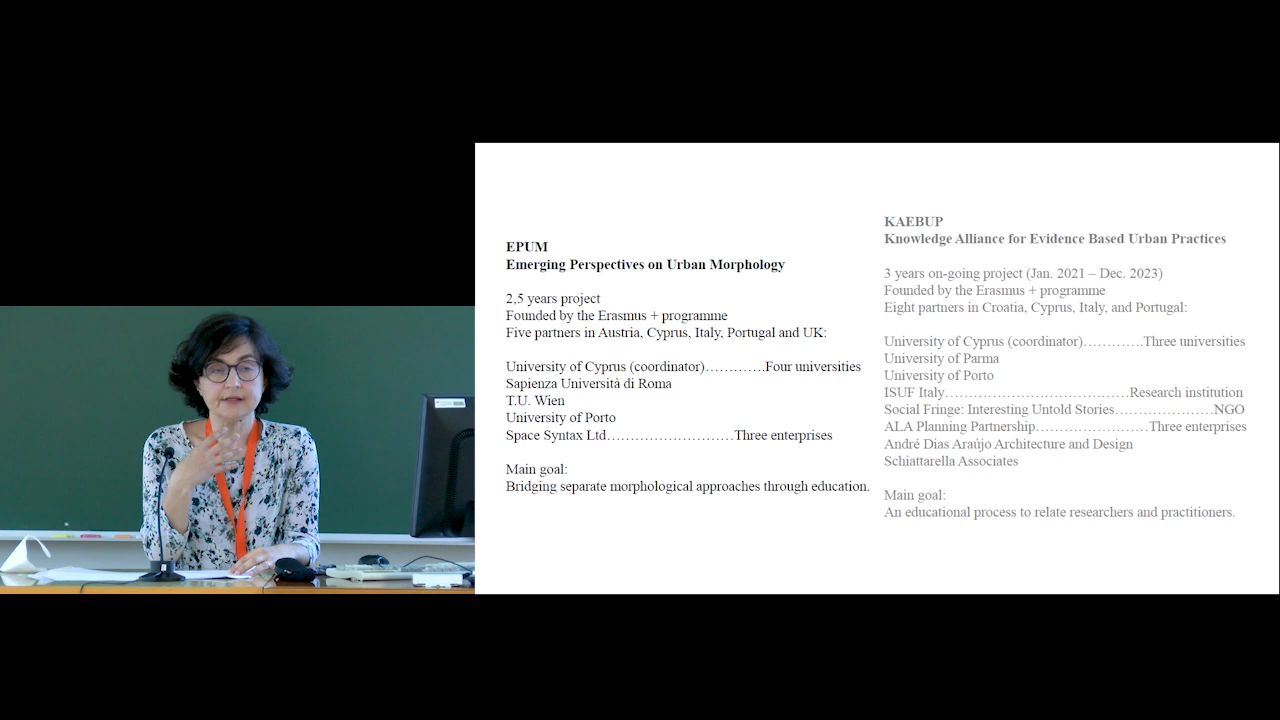 EPUM
Emerging Perspectives on Urban Morphology
2,5 years project
Founded by the Erasmus + programme
Five partners in Austria, Cyprus, Italy, Portugal and UK:
University of Cyprus (coordinator)…………Four universities
Sapienza Università di Roma
T.U. Wien
University of Porto
Space Syntax Ltd………………………Three enterprises
Main goal:
Bridging separate morphological approaches through education.
KAEBUP
Knowledge Alliance for Evidence Based Urban Practices
3 years on-going project (Jan. 2021 – Dec. 2023)
Founded by the Erasmus + programme
Eight partners in Croatia, Cyprus, Italy, and Portugal:
University of Cyprus (coordinator)…………Three universities
University of Parma
University of Porto
ISUF Italy………………………………Research institution
Social Fringe: Interesting Untold Stories…………………NGO
ALA Planning Partnership……………………Three enterprises
André Dias Araújo Architecture and Design
Schiattarella Associates
Main goal:
An educational process to relate researchers and practitioners.